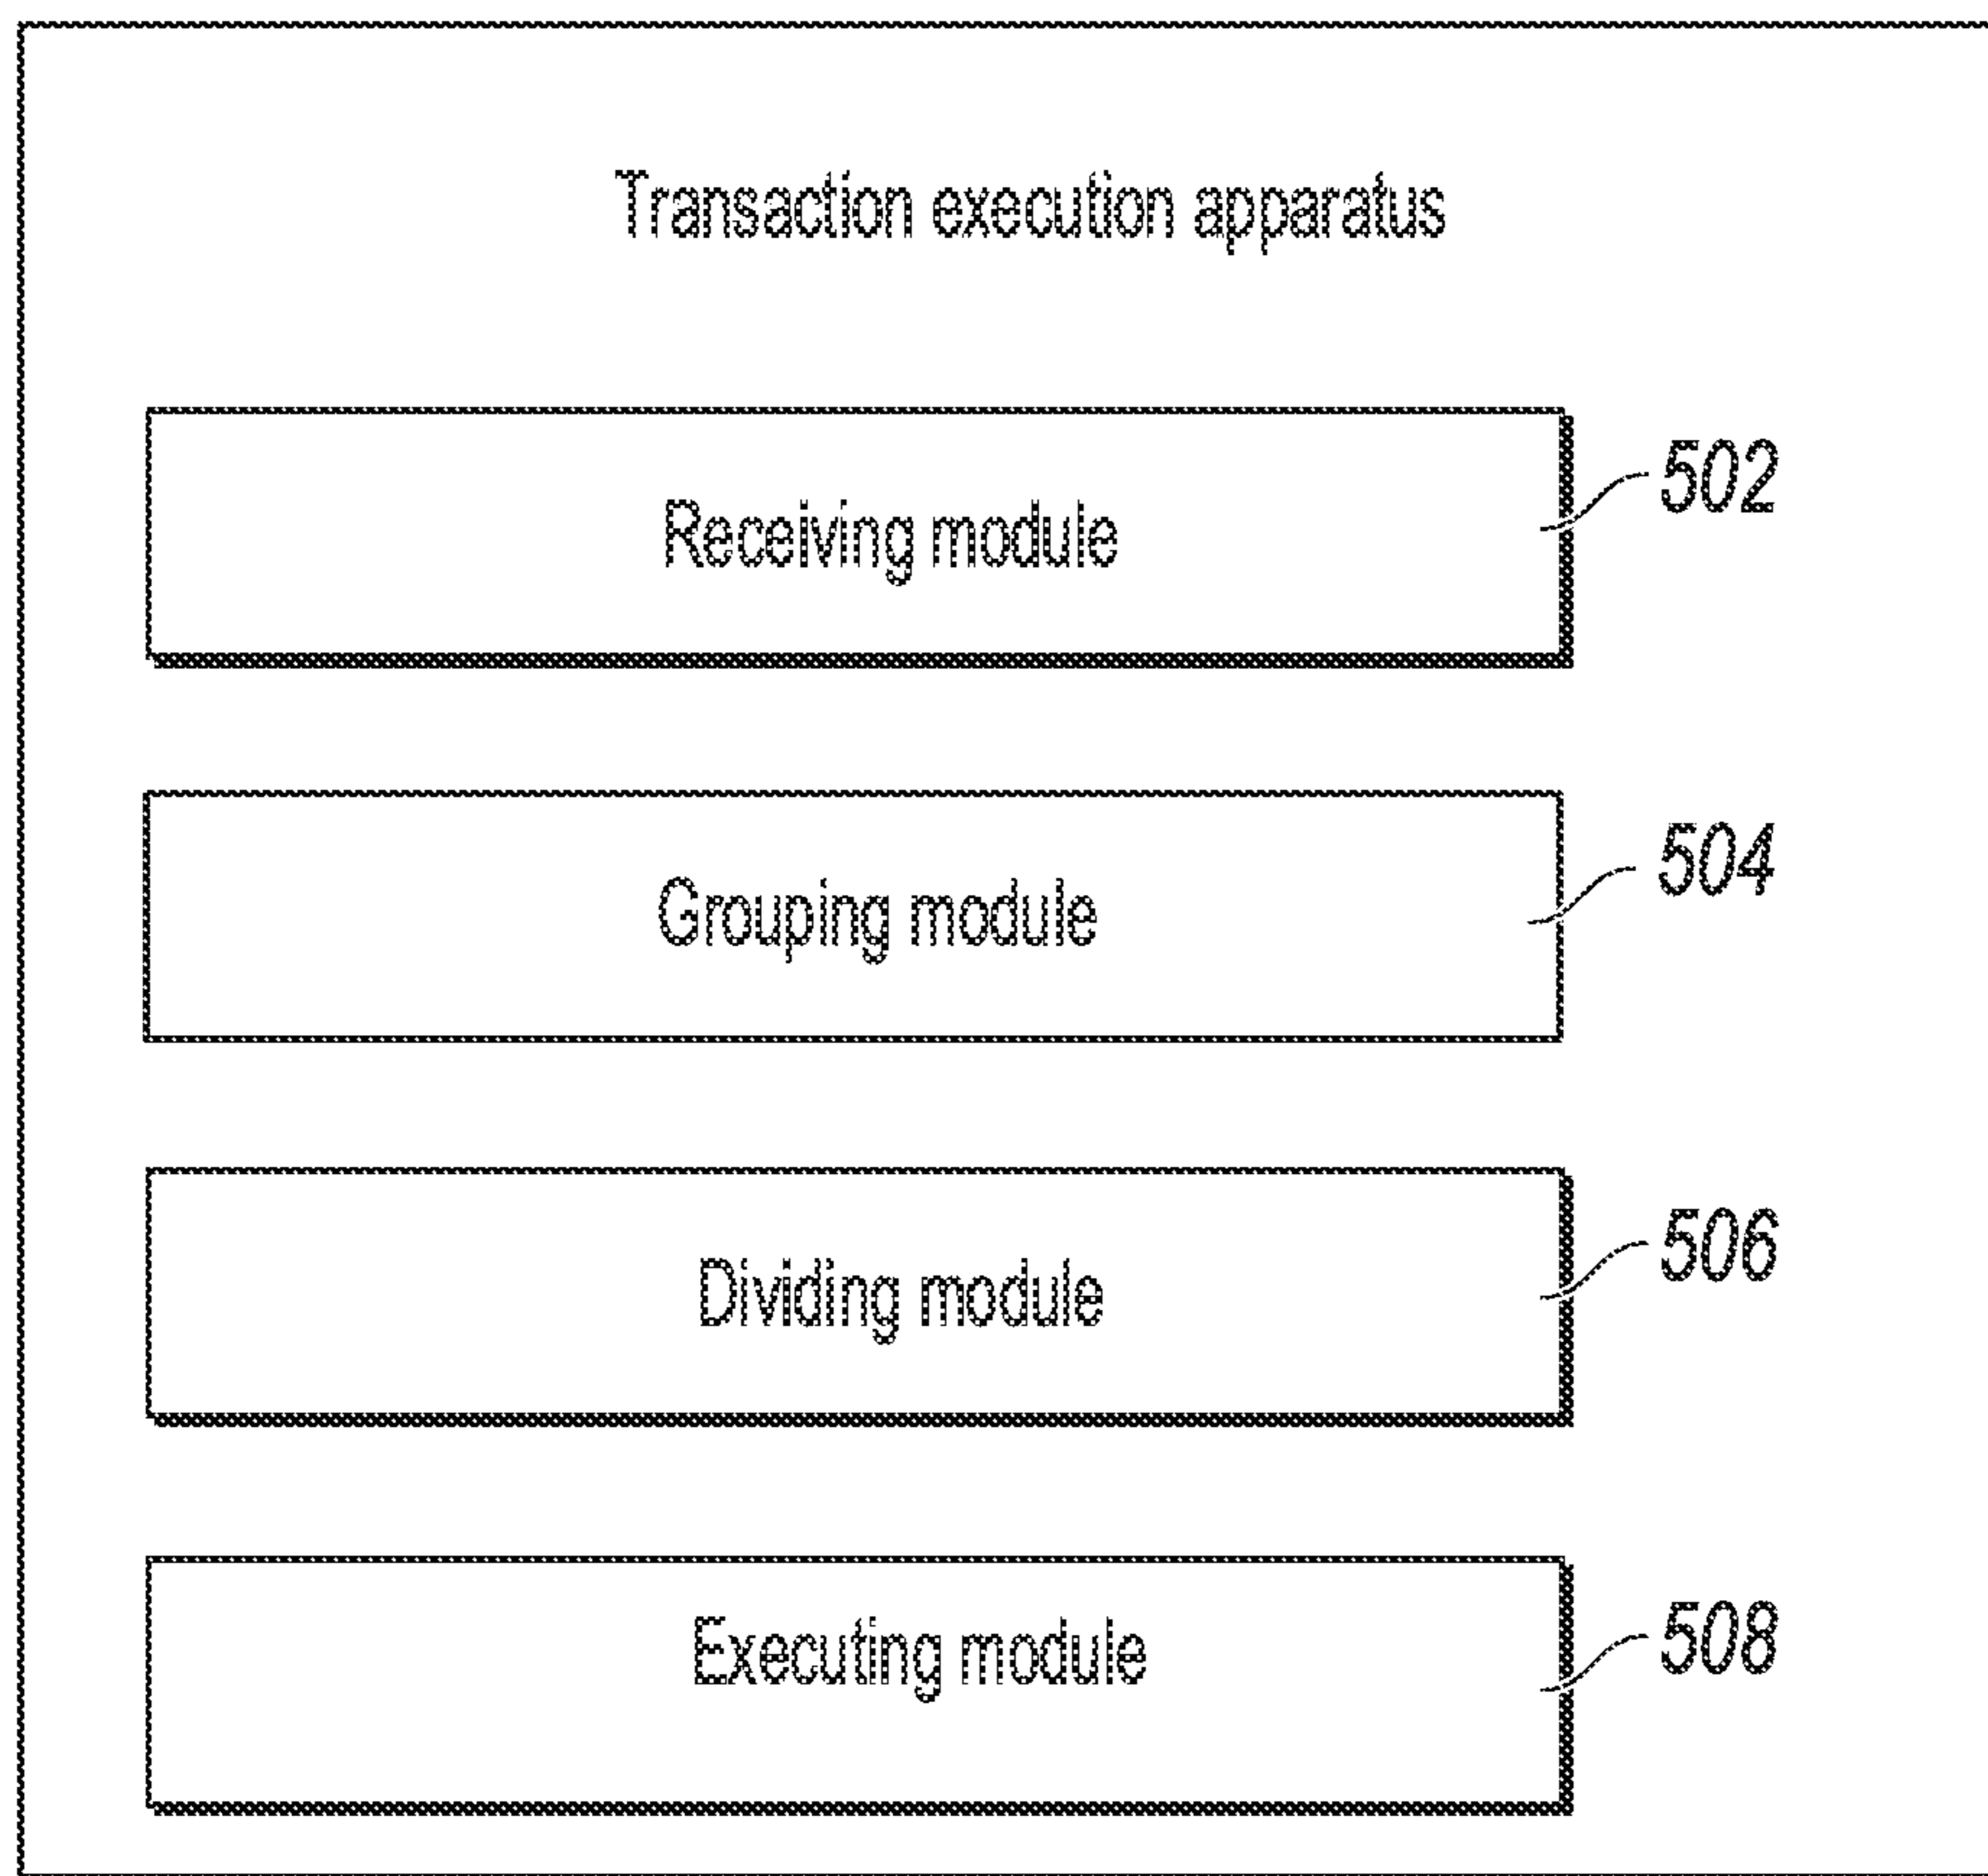 Transaction execution apparatus
Receiving module
502
Grouping module
504
Dividing module
506
Executing module
508